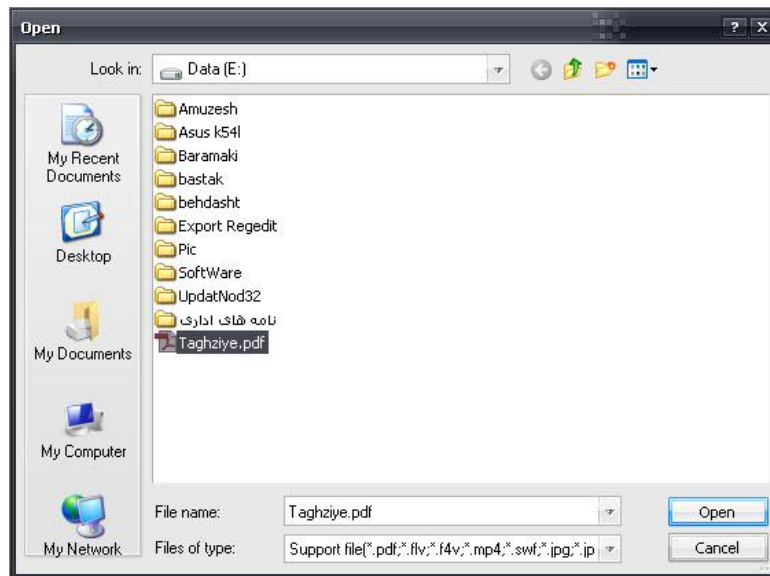 Open
Look in:
Data (E:)
My Recent
Documents
Desktop
My Documents
My Computer
My Network
Amuzesh
Asus k54l
Baramaki
bastak
behdasht
Export Regedit
Pic
SoftWare
UpdatNod32
نامه های اداری
Taghziye.pdf
File name:
Taghziye.pdf
Open
Files of type:
Support file(*.pdf;*.flv;*.f4v;*.mp4;*.swf;*.jpg;*.jp
Cancel